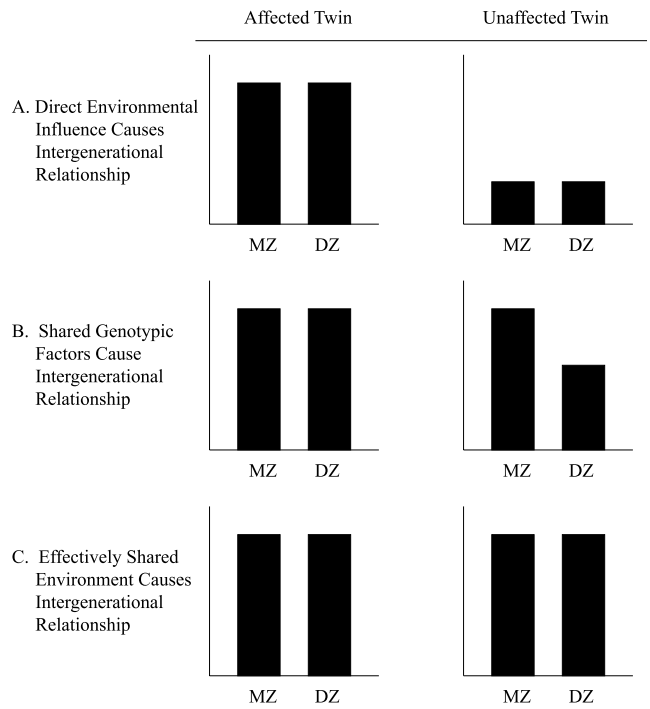 Affected Twin
Unaffected Twin
A. Direct Environmental
Influence Causes
Intergenerational
Relationship
MZ
DZ
MZ
DZ
B. Shared Genotypic
Factors Cause
Intergenerational
Relationship
MZ
DZ
MZ
DZ
C. Effectively Shared
Environment Causes
Intergenerational
Relationship
MZ
DZ
MZ
DZ